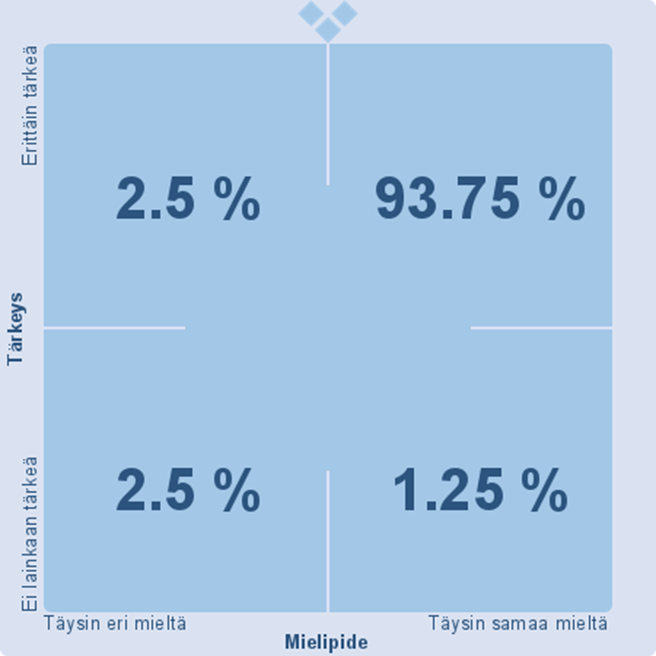 Erittäin tärkeä
2.5 %
93.75 %
Tärkeys
2.5 %
1.25 %
Ei lainkaan tärkeä
Täysin eri mieltä
Täysin samaa mieltä
Mielipide